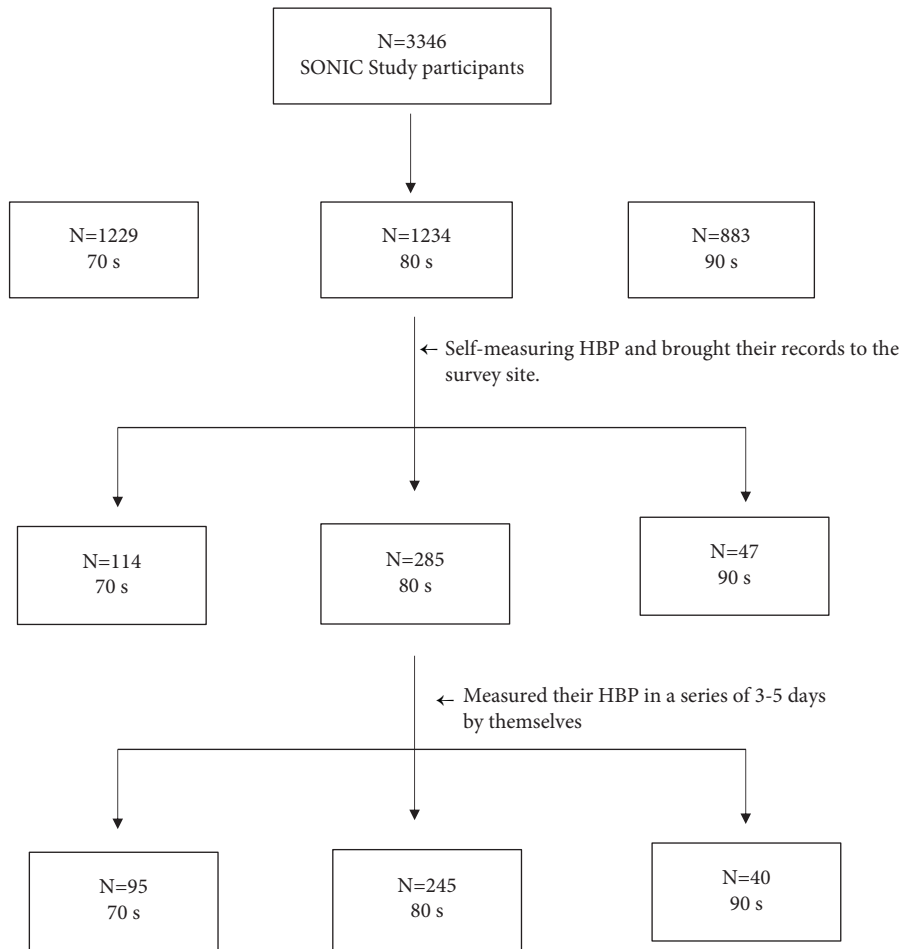 N=3346
SONIC Study participants
N=1229
70 s
N=1234
80 s
N=883
90 s
← Self-measuring HBP and brought their records to the
survey site.
N=114
70 s
N=285
80 s
N=47
90 s
← Measured their HBP in a series of 3-5 days
by themselves
N=95
70 s
N=245
80 s
N=40
90 s